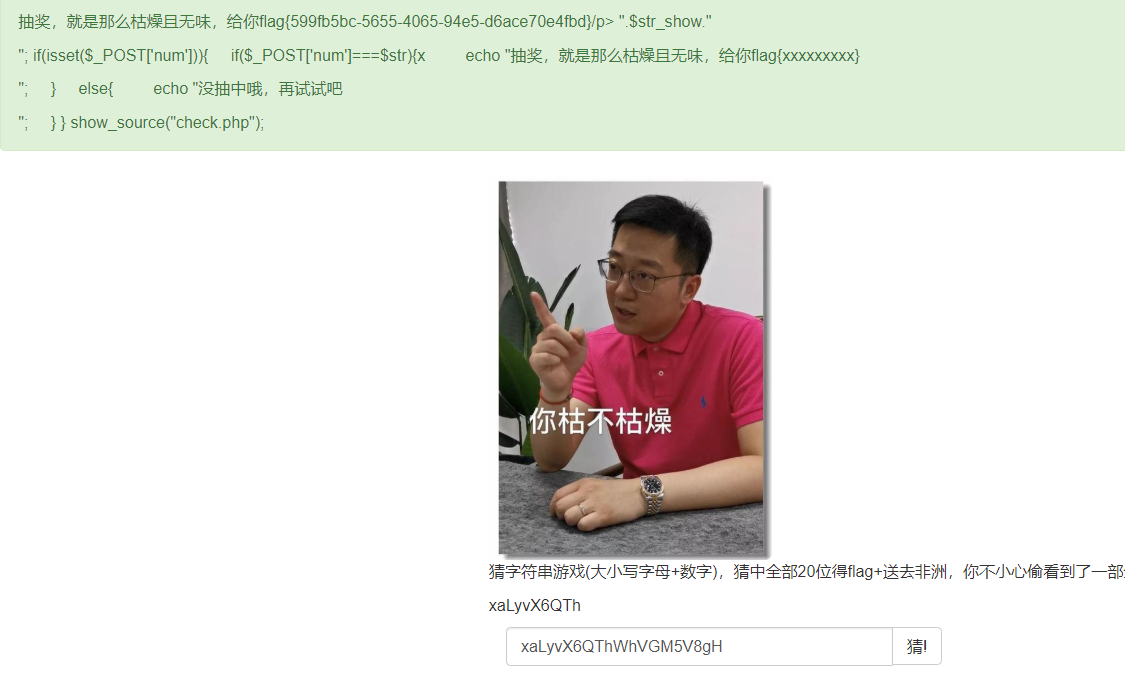 抽奖，就是那么枯燥且无味，给你flag{599fb5bc-5655-4065-94e5-d6ace70e4fbd}/p> ".$str_show."
"; if(isset($_POST['num'])){ if($_POST['num']===$str){x echo "抽奖，就是那么枯燥且无味，给你flag{xxxxxxxxx}
"; } else{ echo "没抽中哦，再试试吧
"; } } show_source("check.php");
你枯不枯燥
猜字符串游戏(大小写字母+数字)，猜中全部20位得flag+送去非洲，你不小心偷看到了一部
xaLyvX6QTh
xaLyvX6QThWhVGM5V8gH 猜!